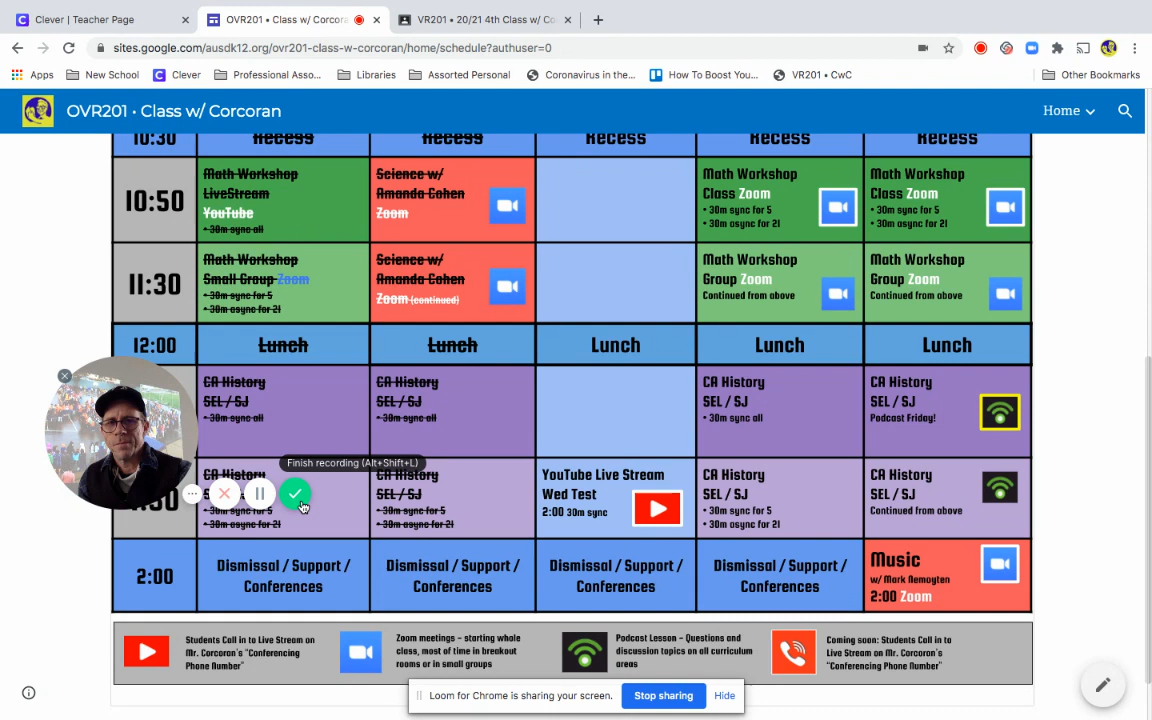 Clever | Teacher Page
OVR201 • Class w/ Corcora
VR201 • 20/21 4th Class w/ Co
sites.google.com/ausdk12.org/ovr201-class-w-corcoran/home/schedule?authuser=0
Apps
New School
Clever
Professional Asso...
Libraries
Assorted Personal
Coronavirus in the...
How To Boost You...
VR201 • CwC
Other Bookmarks
OVR201 • Class w/ Corcoran
Home
10:30
Recess
Recess
Recess
Recess
Recess
10:50
Math Workshop
LiveStream
YouTube
• 30m sync all
Science w/
Amanda Cohen
Zoom
Math Workshop
Class Zoom
• 30m sync for 5
• 30m async for 21
Math Workshop
Class Zoom
• 30m sync for 5
• 30m async for 21
11:30
Math Workshop
Small Group Zoom
• 30m sync for 5
• 30m async for 21
Science w/
Amanda Cohen
Zoom (continued)
Math Workshop
Group Zoom
Continued from above
Math Workshop
Group Zoom
Continued from above
12:00
Lunch
Lunch
Lunch
Lunch
Lunch
CA History
SEL / SJ
• 30m sync all
CA History
SEL / SJ
• 30m sync all
CA History
SEL / SJ
• 30m sync all
CA History
SEL / SJ
Podcast Friday!
Finish recording (Alt+Shift+L)
CA History
• 30m sync for 5
• 30m async for 21
CA History
SEL / SJ
• 30m sync for 5
• 30m async for 21
YouTube Live Stream
Wed Test
2:00 30m sync
CA History
SEL / SJ
• 30m sync for 5
• 30m async for 21
CA History
SEL / SJ
Continued from above
2:00
Dismissal / Support /
Conferences
Dismissal / Support /
Conferences
Dismissal / Support /
Conferences
Dismissal / Support /
Conferences
Music
w/ Mark Nemoyten
2:00 Zoom
Students Call in to Live Stream on
Mr. Corcoran's "Conferencing
Phone Number"
Zoom meetings - starting whole
class, most of time in breakout
rooms or in small groups
Podcast Lesson - Questions and
discussion topics on all curriculum
areas
Coming soon: Students Call in to
Live Stream on Mr. Corcoran's
"Conferencing Phone Number"
Loom for Chrome is sharing your screen.
Stop sharing
Hide